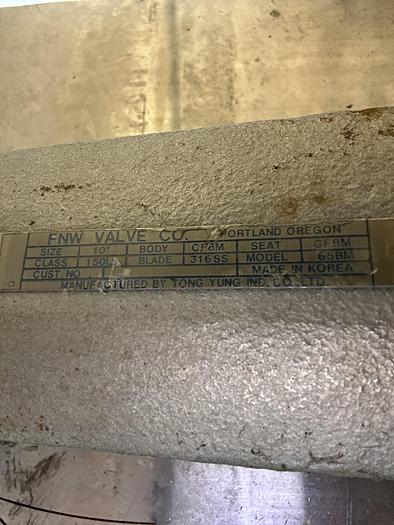 FNW VALVE CO. PORTLAND OREGON
SIZE 10" BODY CF8M SEAT CF8M
CLASS 150LB BLADE 316SS MODEL 65BM
CUST.NO MADE IN KOREA
MANUFACTURED BY TONG YUNG IND. CO. LTD.